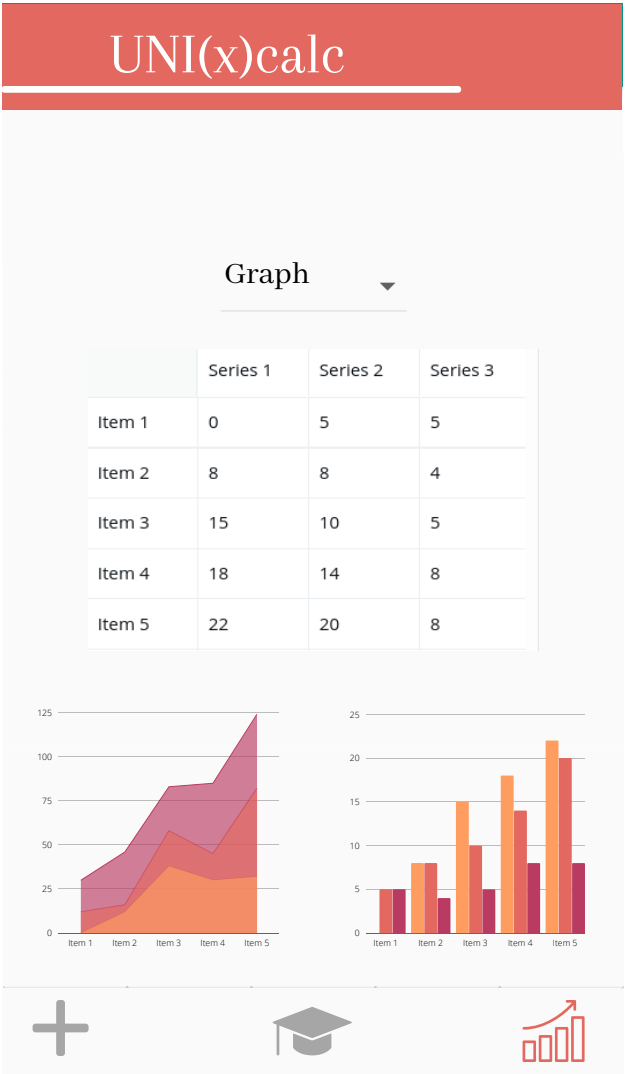 UNI(x)calc
Graph
Series 1 Series 2 Series 3
Item 1 0 5 5
Item 2 8 8 4
Item 3 15 10 5
Item 4 18 14 8
Item 5 22 20 8
125
100
75
50
25
0
Item 1 Item 2 Item 3 Item 4 Item 5
25
20
15
10
5
0
Item 1 Item 2 Item 3 Item 4 Item 5